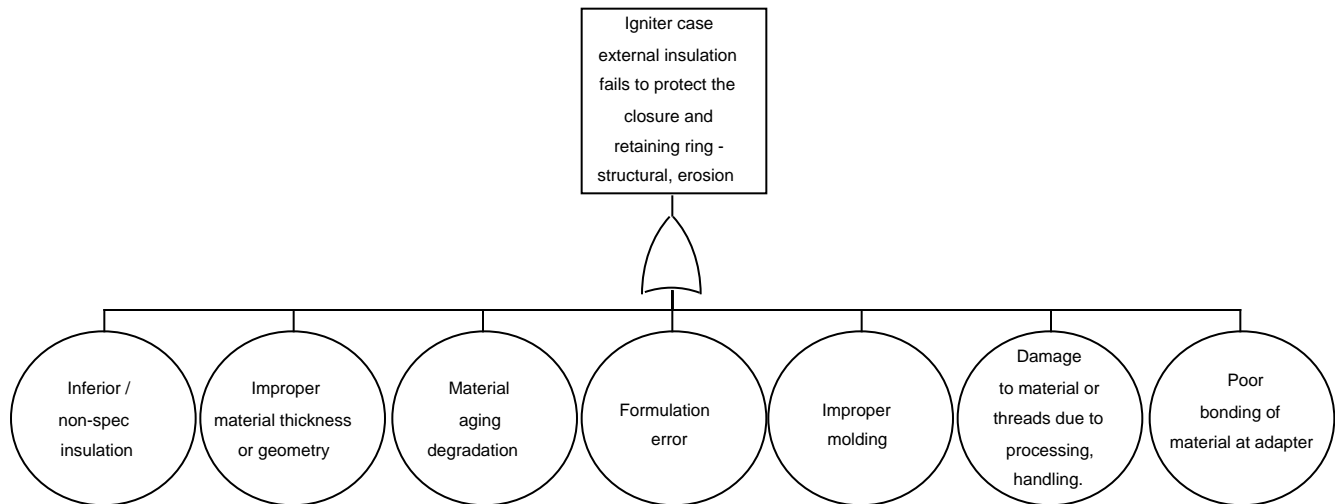 Igniter case
external insulation
fails to protect the
closure and
retaining ring -
structural, erosion
Inferior /
non-spec
insulation
Improper
material thickness
or geometry
Material
aging
degradation
Formulation
error
Improper
molding
Damage
to material or
threads due to
processing,
handling.
Poor
bonding of
material at adapter